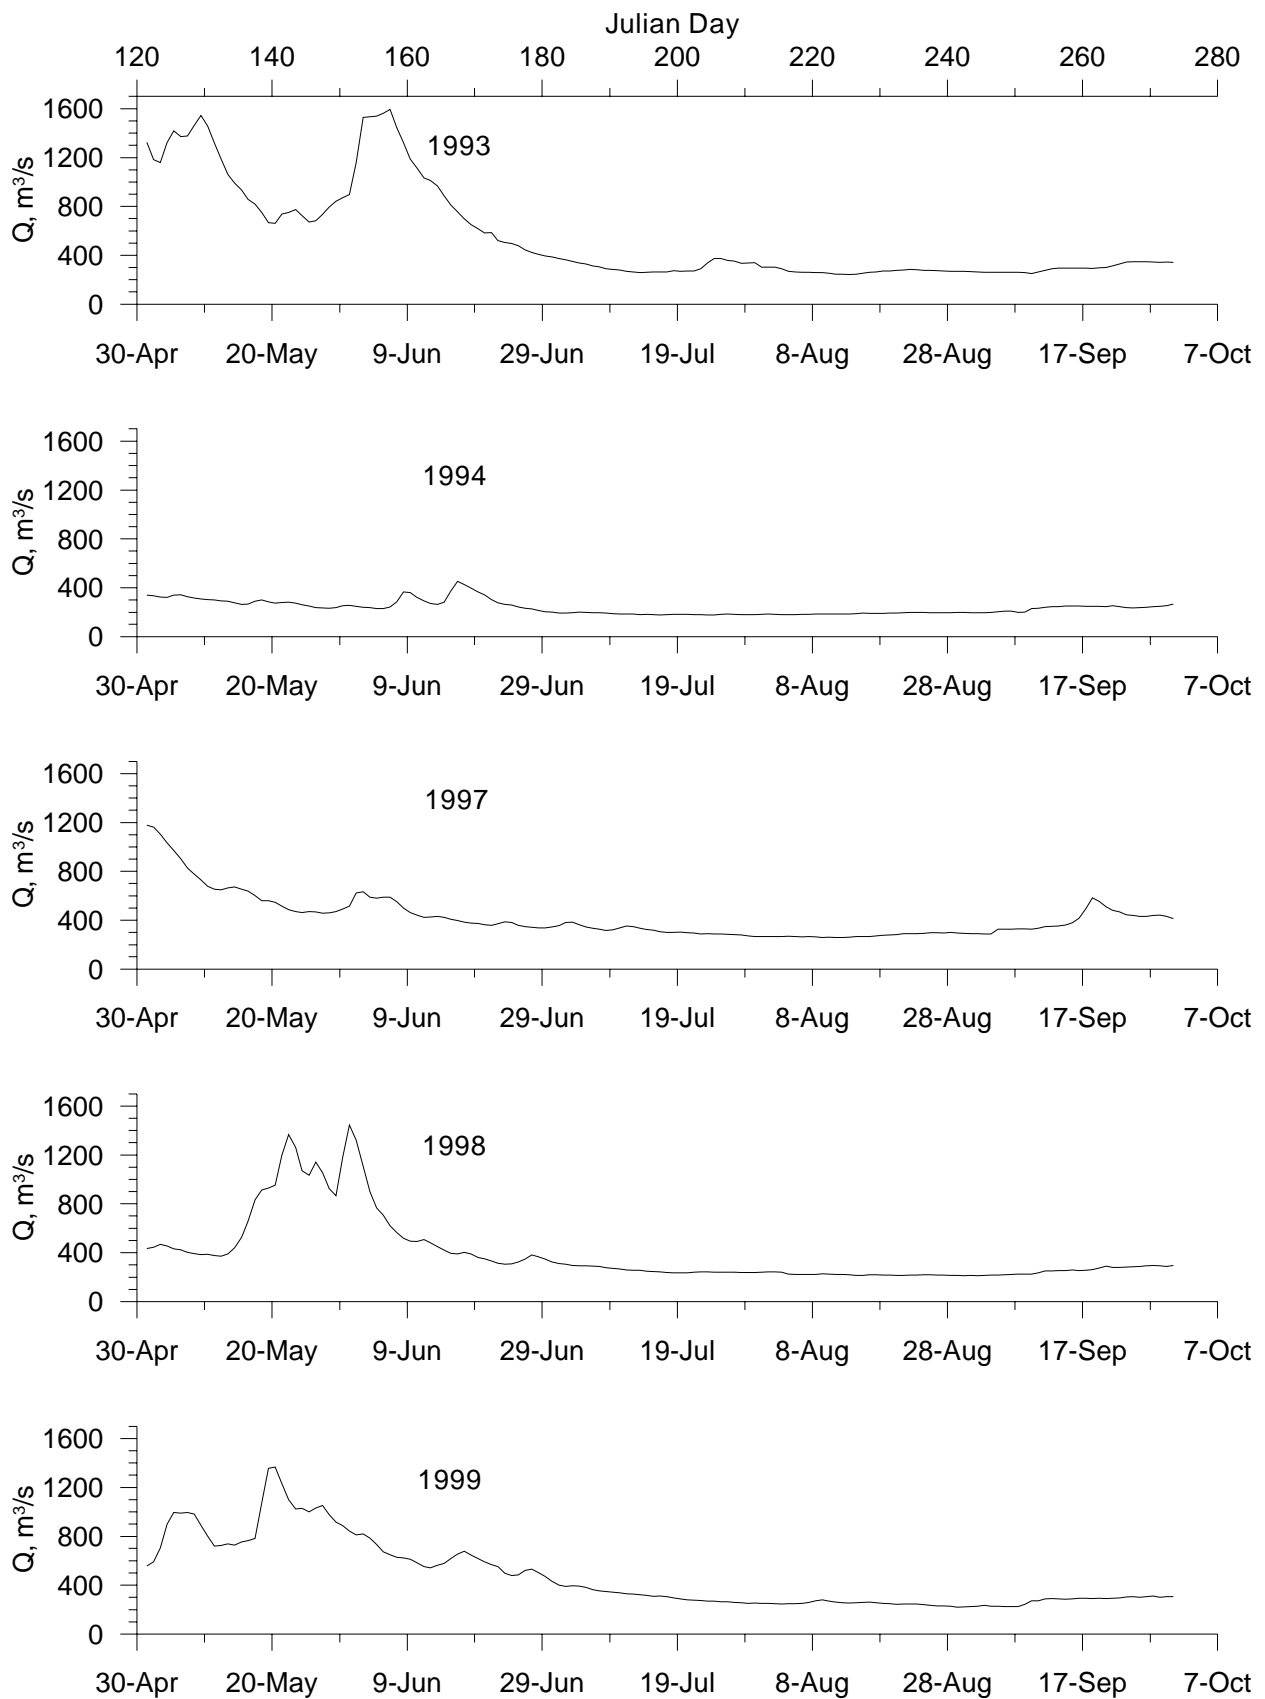 Julian Day
120 140 160 180 200 220 240 260 280
1600
1200
800
400
0
Q, m³/s
1993
30-Apr 20-May 9-Jun 29-Jun 19-Jul 8-Aug 28-Aug 17-Sep 7-Oct
1600
1200
800
400
0
Q, m³/s
1994
30-Apr 20-May 9-Jun 29-Jun 19-Jul 8-Aug 28-Aug 17-Sep 7-Oct
1600
1200
800
400
0
Q, m³/s
1997
30-Apr 20-May 9-Jun 29-Jun 19-Jul 8-Aug 28-Aug 17-Sep 7-Oct
1600
1200
800
400
0
Q, m³/s
1998
30-Apr 20-May 9-Jun 29-Jun 19-Jul 8-Aug 28-Aug 17-Sep 7-Oct
1600
1200
800
400
0
Q, m³/s
1999
30-Apr 20-May 9-Jun 29-Jun 19-Jul 8-Aug 28-Aug 17-Sep 7-Oct